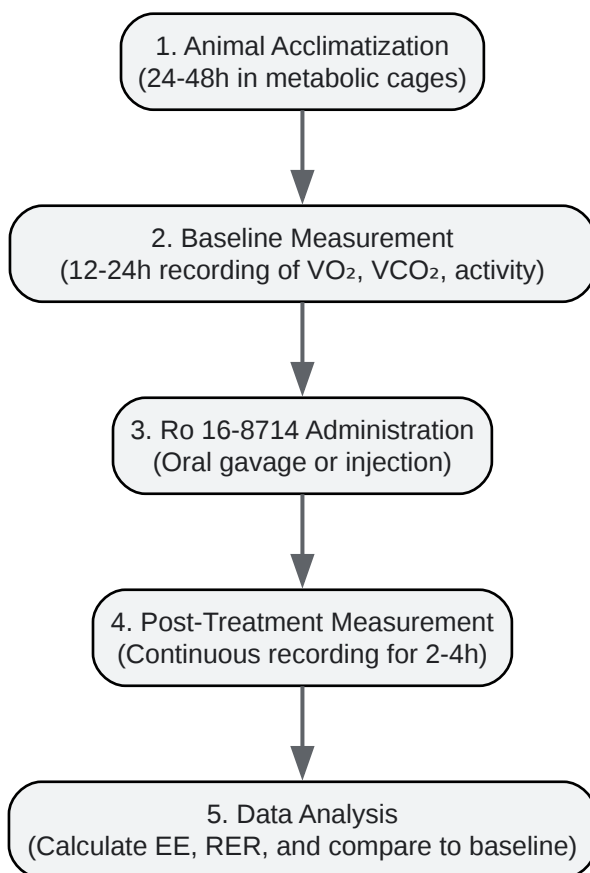 1. Animal Acclimatization
(24-48h in metabolic cages)
2. Baseline Measurement
(12-24h recording of VO₂, VCO₂, activity)
3. Ro 16-8714 Administration
(Oral gavage or injection)
4. Post-Treatment Measurement
(Continuous recording for 2-4h)
5. Data Analysis
(Calculate EE, RER, and compare to baseline)